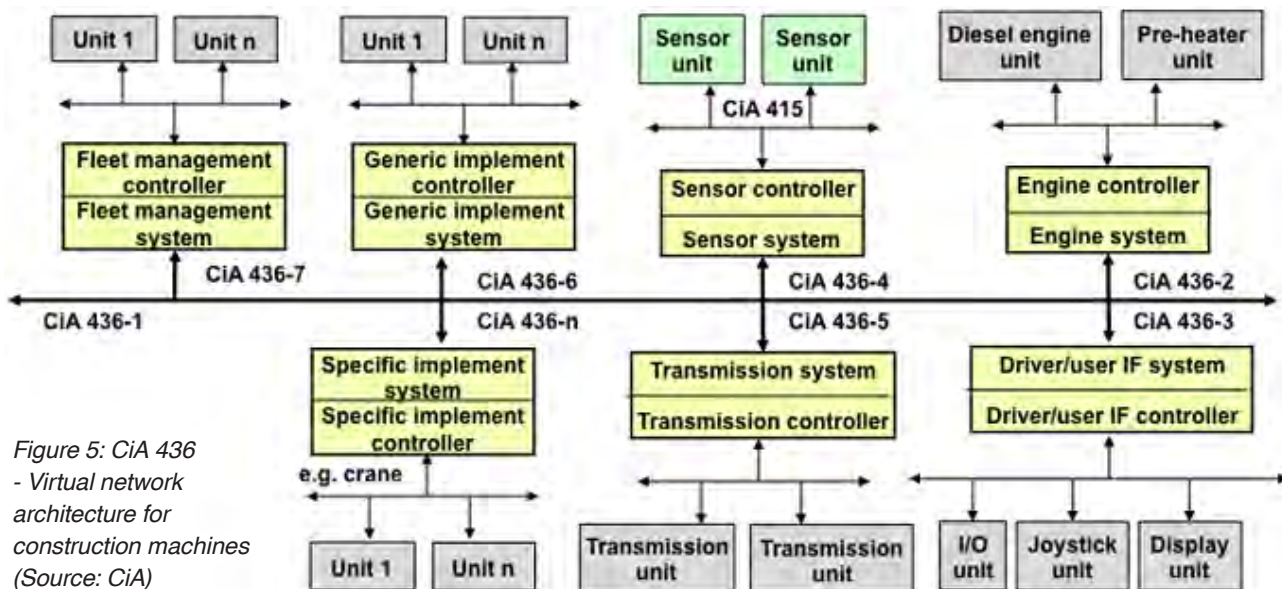 Unit 1
Unit n
Unit 1
Unit n
Sensor
unit
Sensor
unit
Diesel engine
unit
Pre-heater
unit
CiA 415
Fleet management
controller
Fleet management
system
Generic implement
controller
Generic implement
system
Sensor controller
Sensor system
Engine controller
Engine system
CiA 436-7
CiA 436-6
CiA 436-4
CiA 436-2
CiA 436-1
CiA 436-n
CiA 436-5
CiA 436-3
Specific implement
system
Specific implement
controller
Transmission system
Transmission controller
Driver/user IF system
Driver/user IF controller
e.g. crane
Unit 1
Unit n
Transmission
unit
Transmission
unit
I/O
unit
Joystick
unit
Display
unit
Figure 5: CiA 436
- Virtual network
architecture for
construction machines
(Source: CiA)